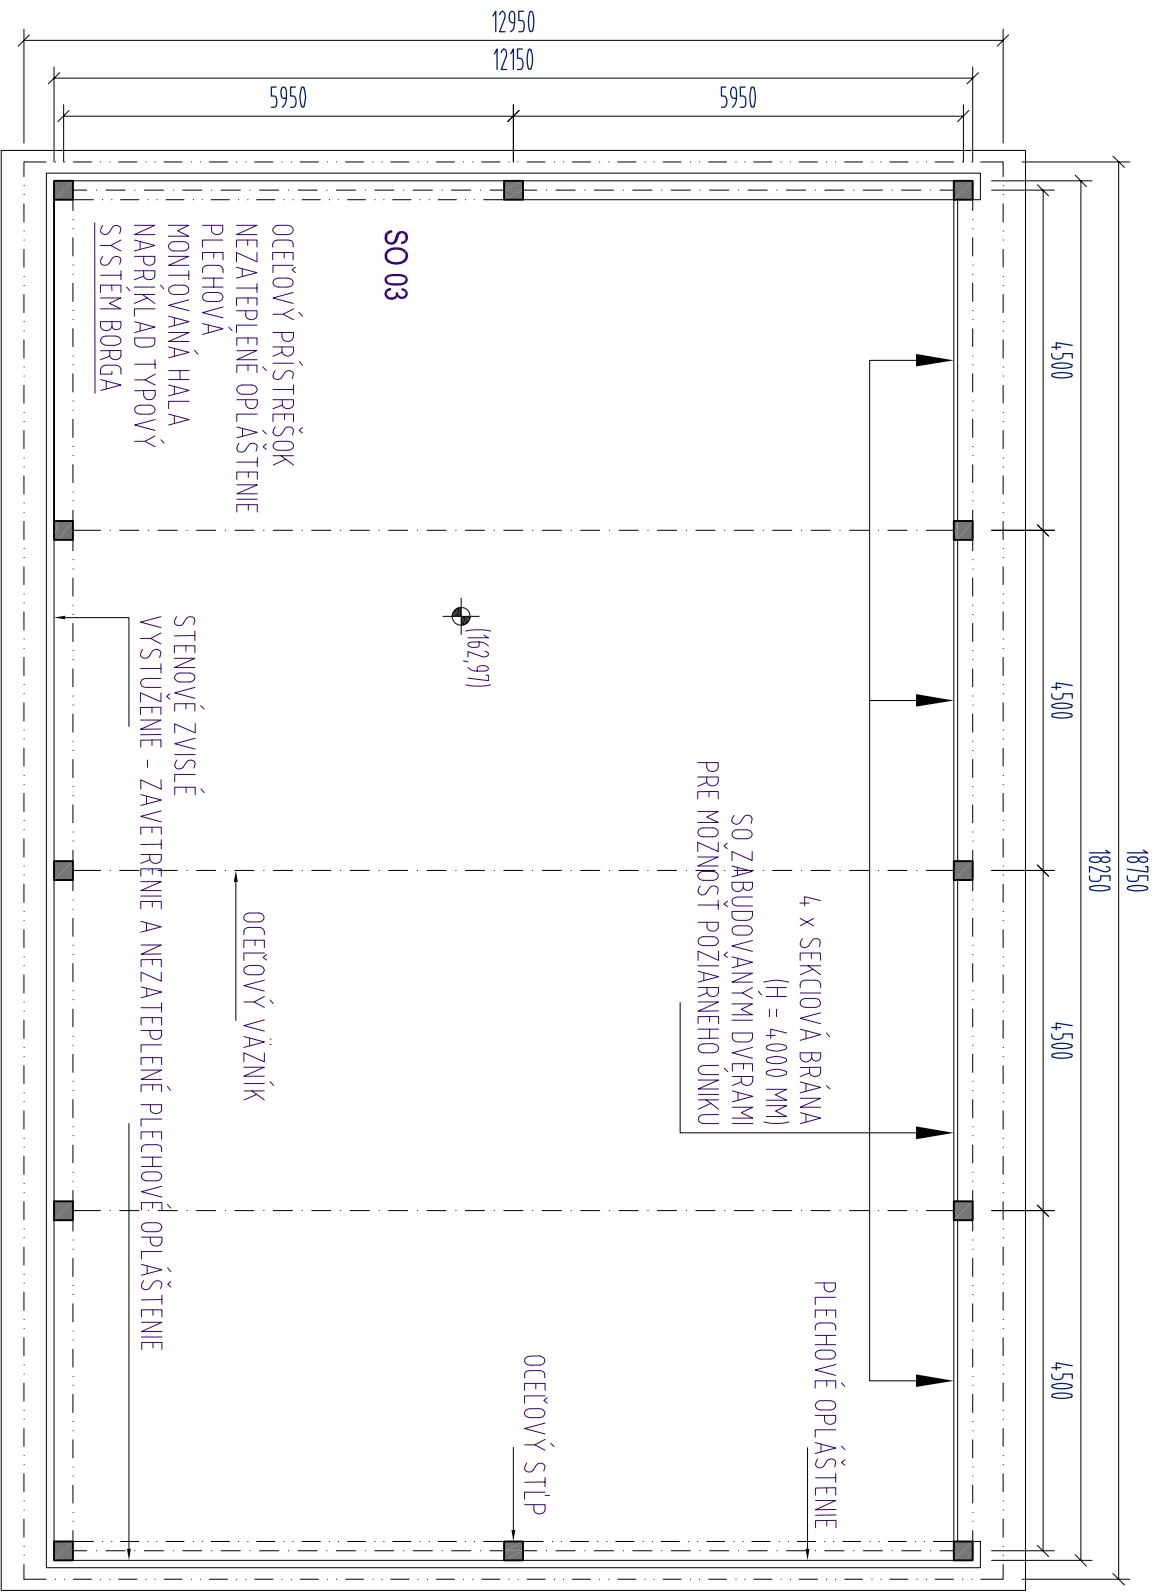 12950
12150
5950
5950
18750
18250
4500
4500
4500
4500
SO 03
OCEĽOVÝ PRÍSTREŠOK
NEZATEPLENÉ OPLÁŠTENIE
PLECHOVÁ
MONTOVANÁ HALA
NAPRÍKLAD TYPOVÝ
SYSTÉM BORGA
(162,97)
4 x SEKCIOVÁ BRÁNA
(H = 4000 MM)
SO ZABUDOVANÝMI DVERAMI
PRE MOŽNOSŤ POŽIARNEHO ÚNIKU
PLECHOVÉ OPLÁŠTENIE
OCEĽOVÝ STĹP
OCEĽOVÝ VÄZNÍK
STENOVÉ ZVISLÉ
VYSTUŽENIE - ZAVETRENIE A NEZATEPLENÉ PLECHOVÉ OPLÁŠTENIE